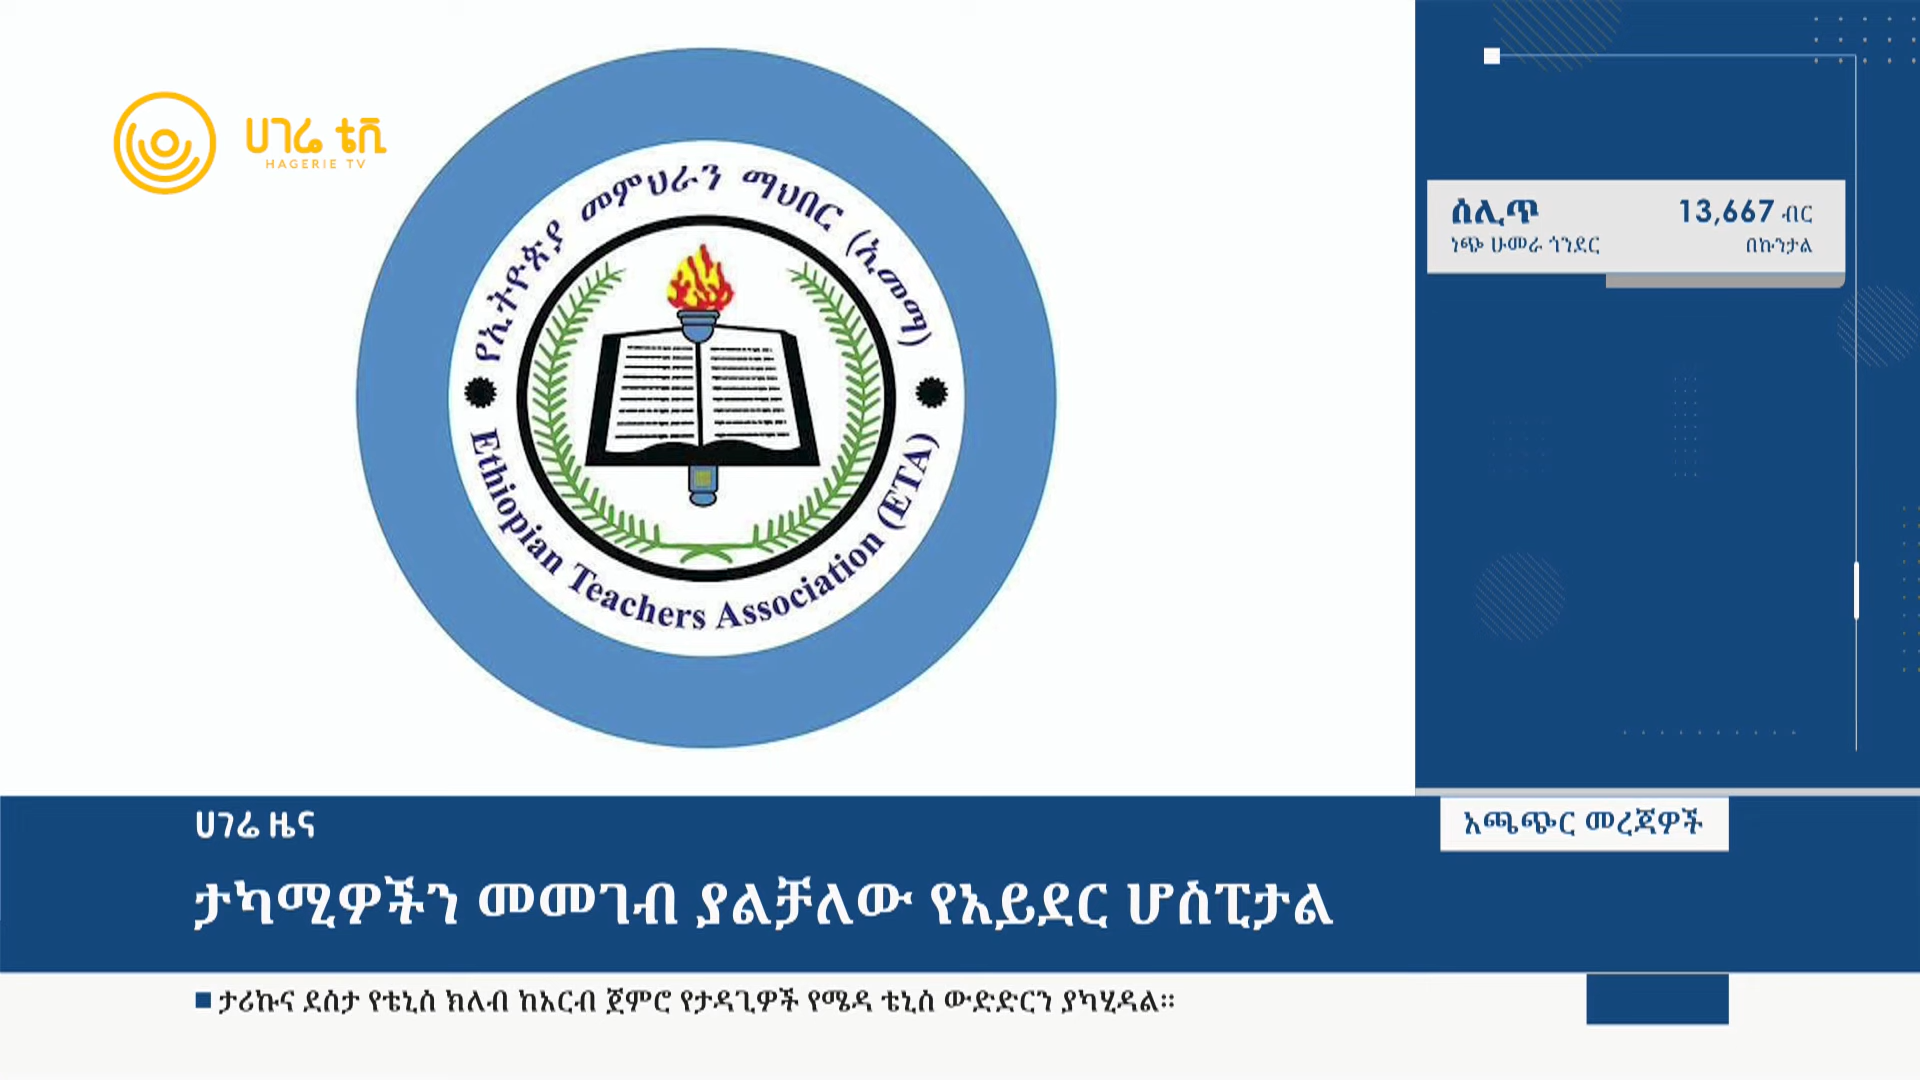 ሀገሬ ቴቪ
HAGERIE TV
የኢትዮጵያ መምህራን ማህበር (ኢመማ)
Ethiopian Teachers Association (ETA)
ሰሊጥ 13,667 ብር
ነጭ ሁመራ ጎንደር በኩንታል
ሀገሬ ዜና
አጫጭር መረጃዎች
ታካሚዎችን መመገብ ያልቻለው የአይደር ሆስፒታል
ታሪኩና ደስታ የቴኒስ ክለብ ከአርብ ጀምሮ የታዳጊዎች የሜዳ ቴኒስ ውድድርን ያካሂዳል።